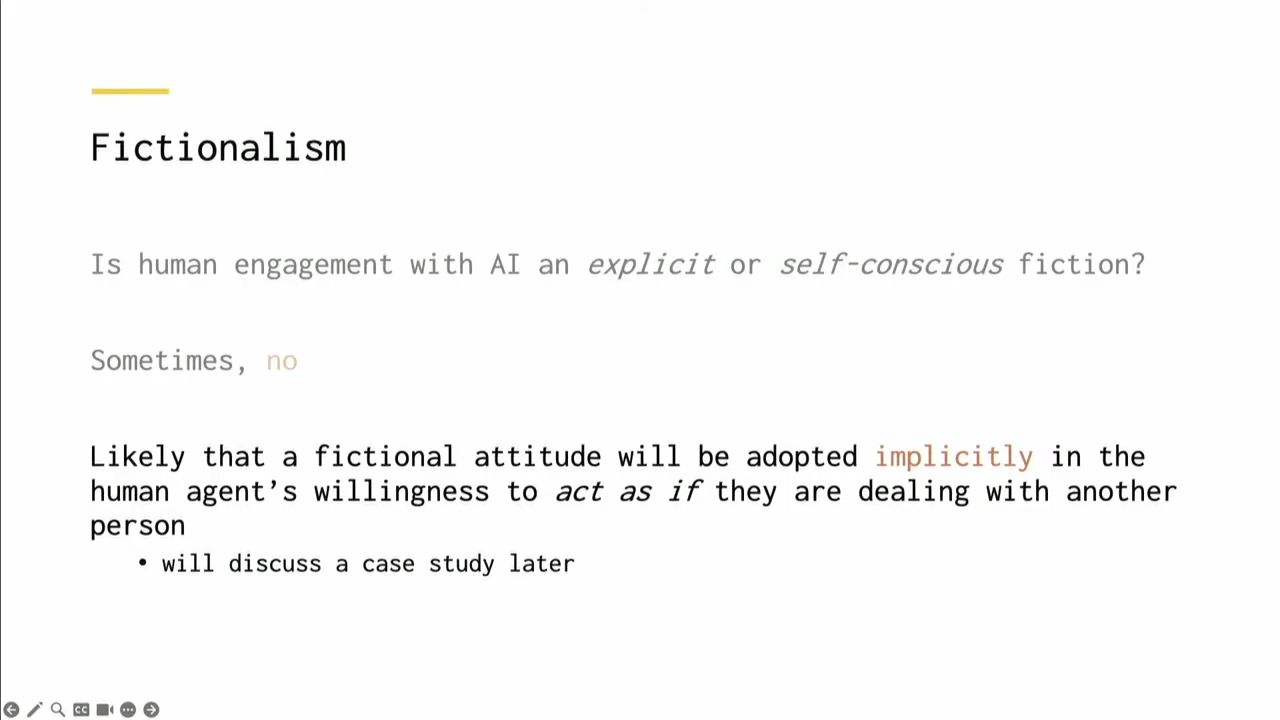 Fictionalism
Is human engagement with AI an explicit or self-conscious fiction?
Sometimes, no
Likely that a fictional attitude will be adopted implicitly in the
human agent’s willingness to act as if they are dealing with another
person
• will discuss a case study later
CC